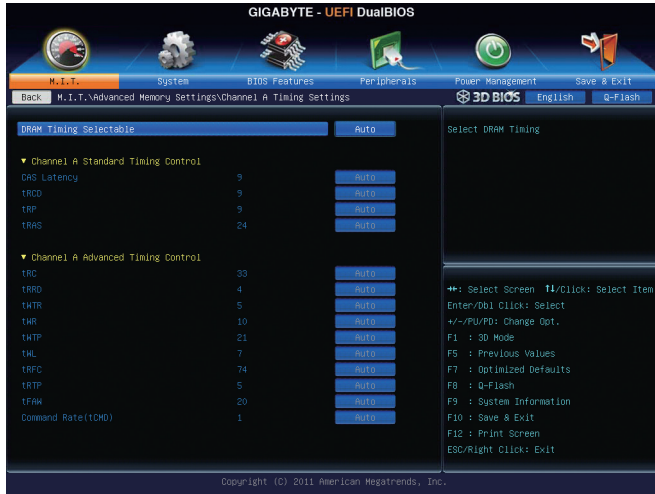 GIGABYTE - UEFI DualBIOS
M.I.T. System BIOS Features Peripherals Power Management Save & Exit
Back M.I.T.\Advanced Memory Settings\Channel A Timing Settings 3D BIOS English Q-Flash
DRAM Timing Selectable Auto
▼ Channel A Standard Timing Control
CAS Latency 9 Auto
tRCD 9 Auto
tRP 9 Auto
tRAS 24 Auto
▼ Channel A Advanced Timing Control
tRC 33 Auto
tRRD 4 Auto
tWTR 5 Auto
tWR 10 Auto
tWTP 21 Auto
tWL 7 Auto
tRFC 74 Auto
tRTP 5 Auto
tFAW 20 Auto
Command Rate(tCMD) 1 Auto
Select DRAM Timing
→←: Select Screen ↑↓/Click: Select Item
Enter/Dbl Click: Select
+/-/PU/PD: Change Opt.
F1 : 3D Mode
F5 : Previous Values
F7 : Optimized Defaults
F8 : Q-Flash
F9 : System Information
F10 : Save & Exit
F12 : Print Screen
ESC/Right Click: Exit
Copyright (C) 2011 American Megatrends, Inc.